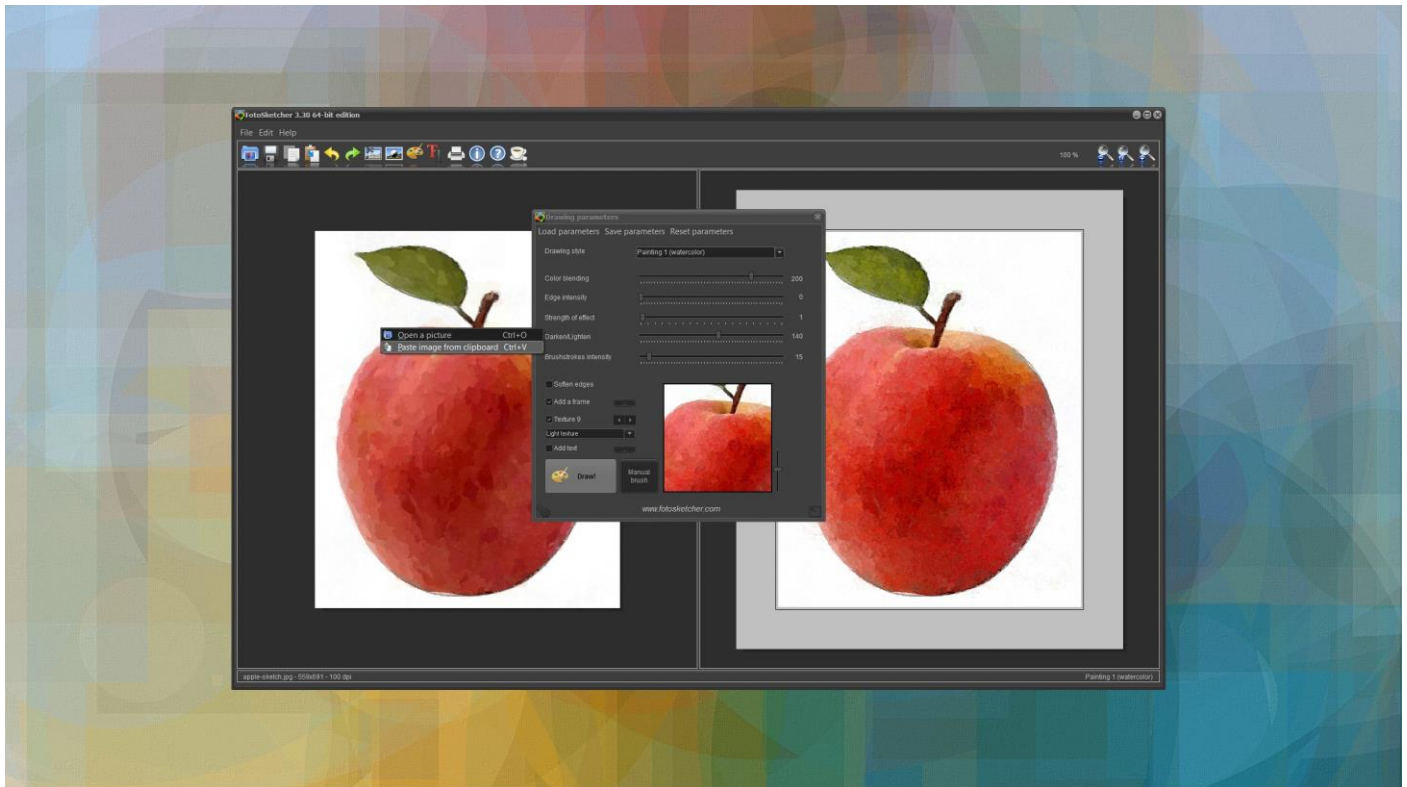 FotoSketcher 3.30 64-bit edition
File Edit Help
100 %
Drawing parameters
Load parameters Save parameters Reset parameters
Drawing style Painting 1 (watercolor)
Color blending 200
Edge intensity 0
Strength of effect 1
Open a picture Ctrl+O
Darken/Lighten 140
Paste image from clipboard Ctrl+V
Brushstrokes intensity 15
Soften edges
Add a frame
Texture 9
Light texture
Add text
Draw!
Manual
brush
www.fotosketcher.com
apple-sketch.jpg - 559x691 - 100 dpi
Painting 1 (watercolor)